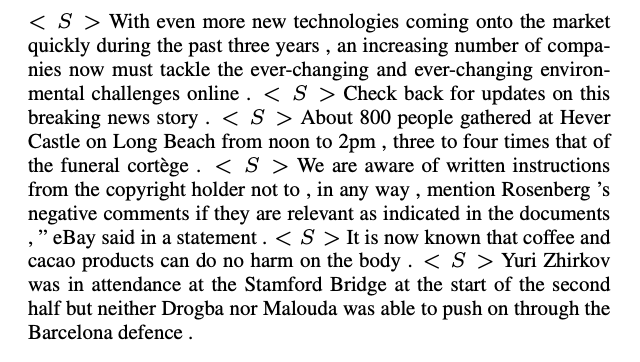 < S > With even more new technologies coming onto the market
quickly during the past three years , an increasing number of compa-
nies now must tackle the ever-changing and ever-changing environ-
mental challenges online . < S > Check back for updates on this
breaking news story . < S > About 800 people gathered at Hever
Castle on Long Beach from noon to 2pm , three to four times that of
the funeral cortège . < S > We are aware of written instructions
from the copyright holder not to , in any way , mention Rosenberg ’s
negative comments if they are relevant as indicated in the documents
, ” eBay said in a statement . < S > It is now known that coffee and
cacao products can do no harm on the body . < S > Yuri Zhirkov
was in attendance at the Stamford Bridge at the start of the second
half but neither Drogba nor Malouda was able to push on through the
Barcelona defence .